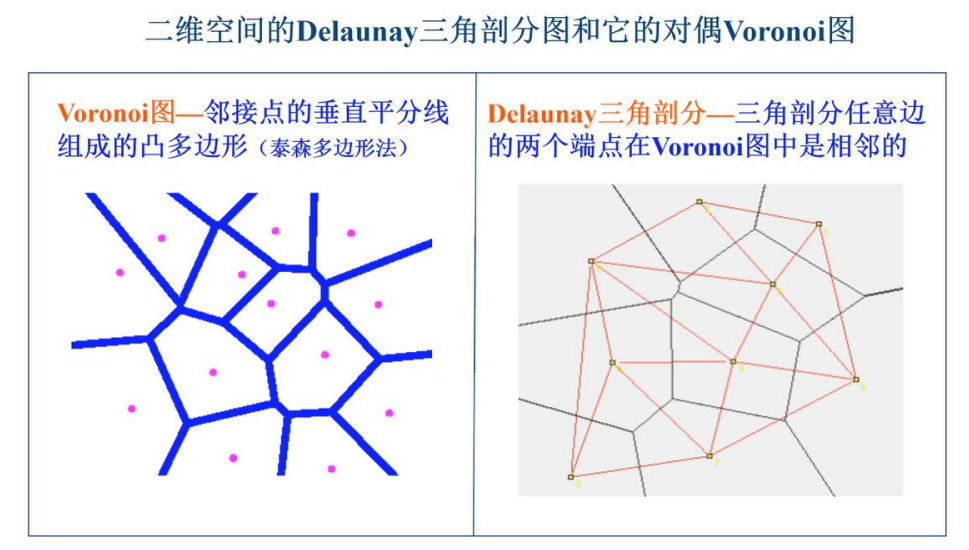 二维空间的Delaunay三角剖分图和它的对偶Voronoi图
Voronoi图—邻接点的垂直平分线
组成的凸多边形（泰森多边形法）
Delaunay三角剖分—三角剖分任意边
的两个端点在Voronoi图中是相邻的